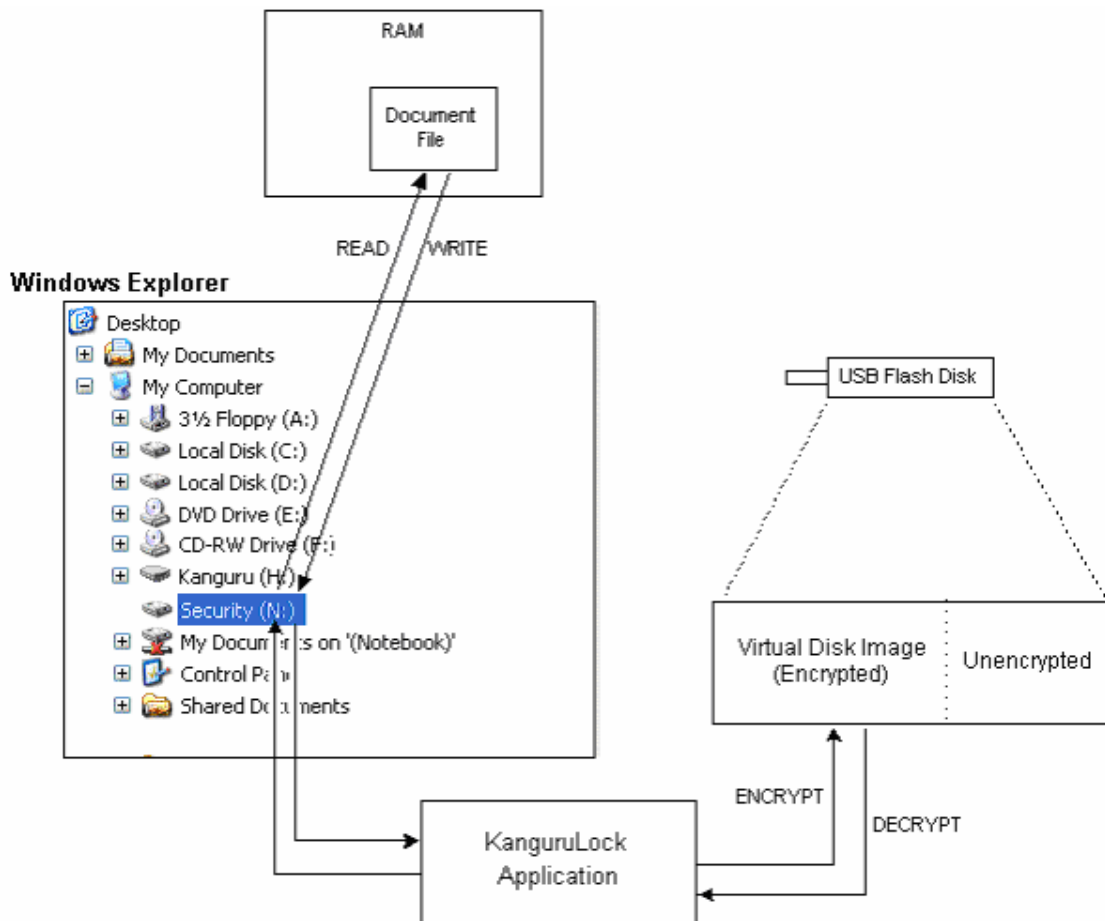 RAM
Document
File
READ
WRITE
Windows Explorer
Desktop
My Documents
My Computer
3½ Floppy (A:)
Local Disk (C:)
Local Disk (D:)
DVD Drive (E:)
CD-RW Drive (F:)
Kanguru (H:)
Security (N:)
My Documents on '(Notebook)'
Control Panel
Shared Documents
USB Flash Disk
Virtual Disk Image
(Encrypted)
Unencrypted
ENCRYPT
DECRYPT
KanguruLock
Application